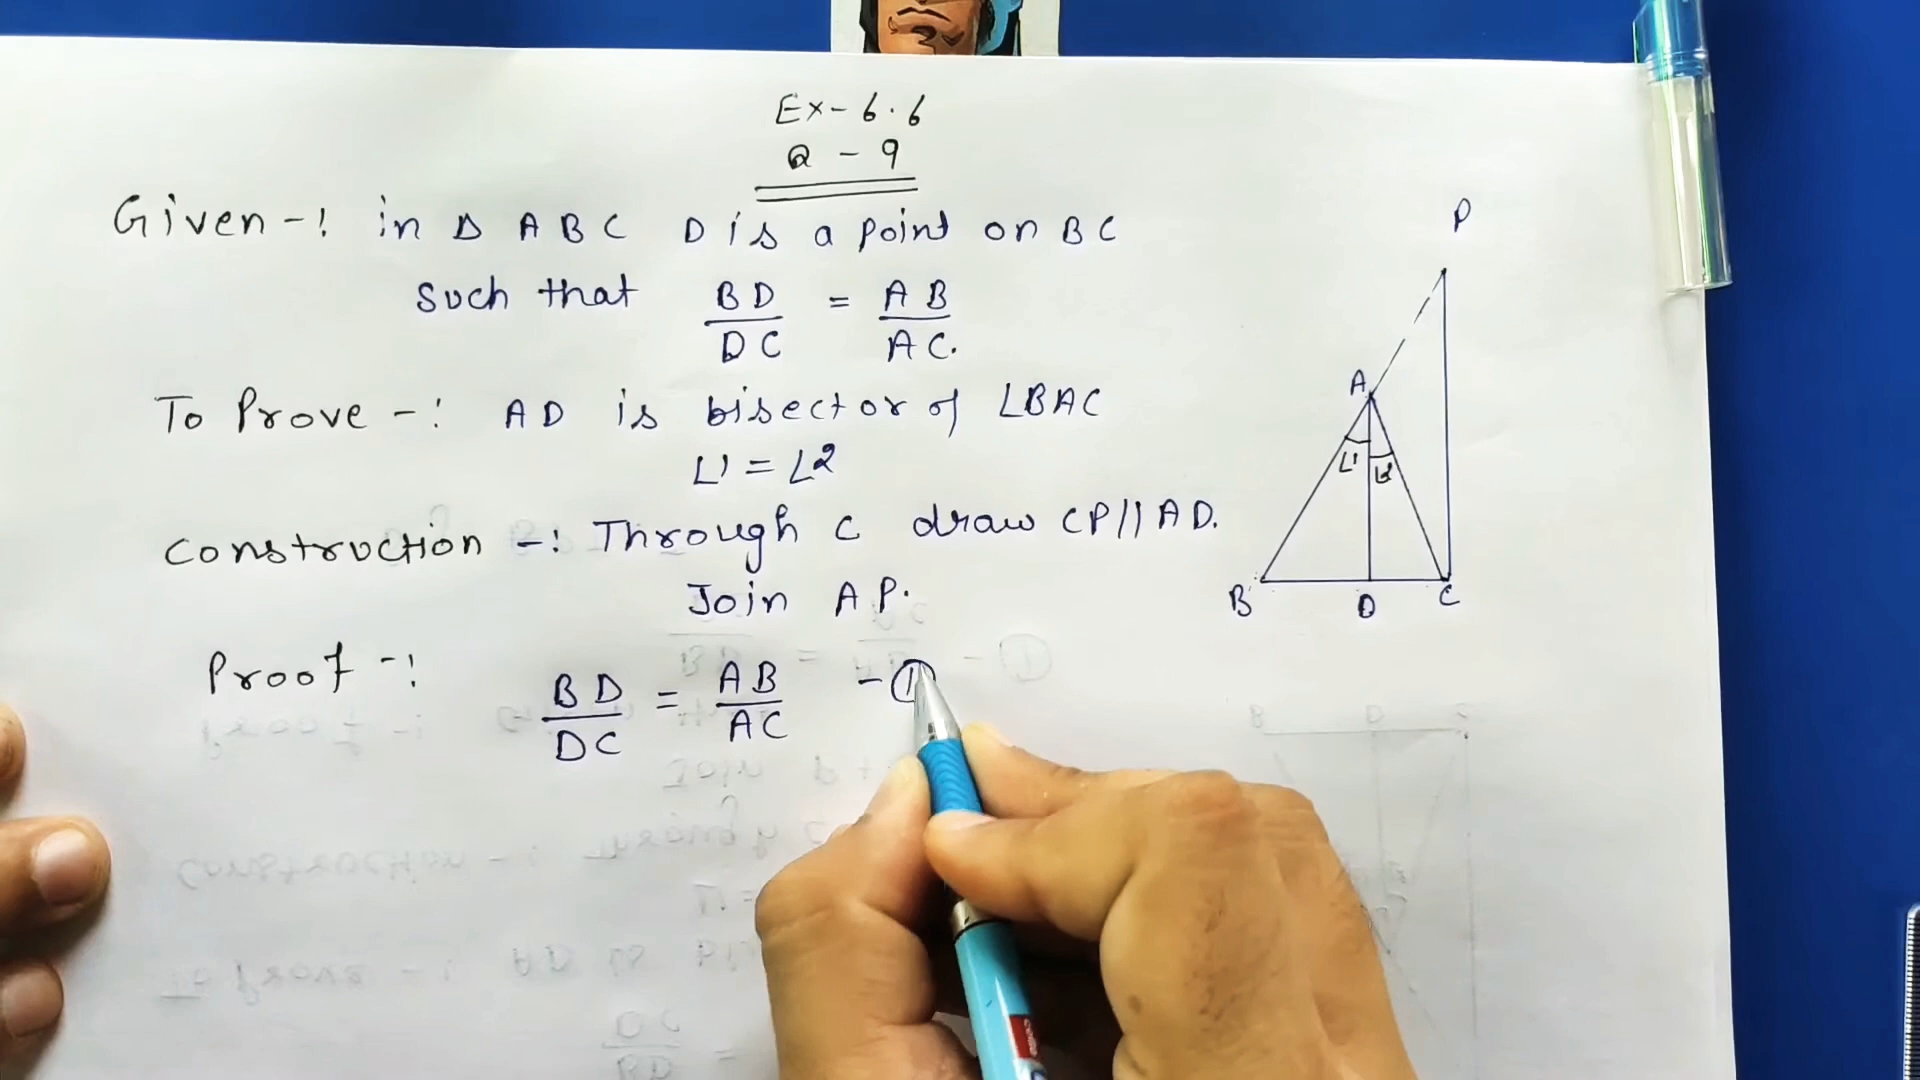 Ex-6.6
Q-9
Given-: in Δ ABC D is a point on BC
such that BD/DC = AB/AC.
To Prove-: AD is bisector of ∠BAC
∠1=∠2
Construction-: Through C draw CP||AD.
Join AP.
Proof-:
BD/DC = AB/AC -①
P
A
∠1 ∠2
B D C